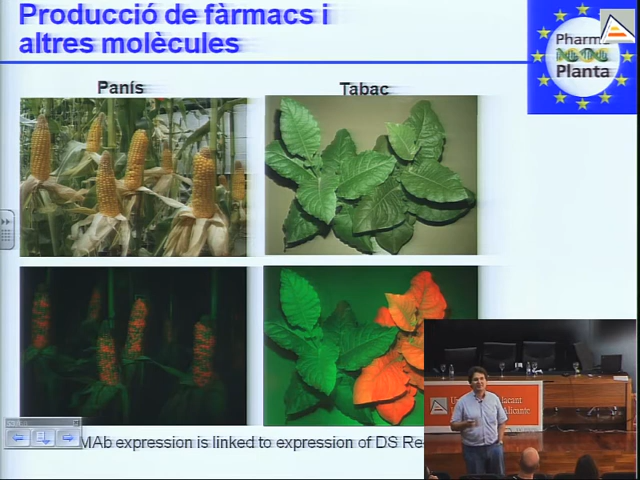 Producció de fàrmacs i
altres molècules
Pharma
Planta
Panís
Tabac
MAb expression is linked to expression of DS Re